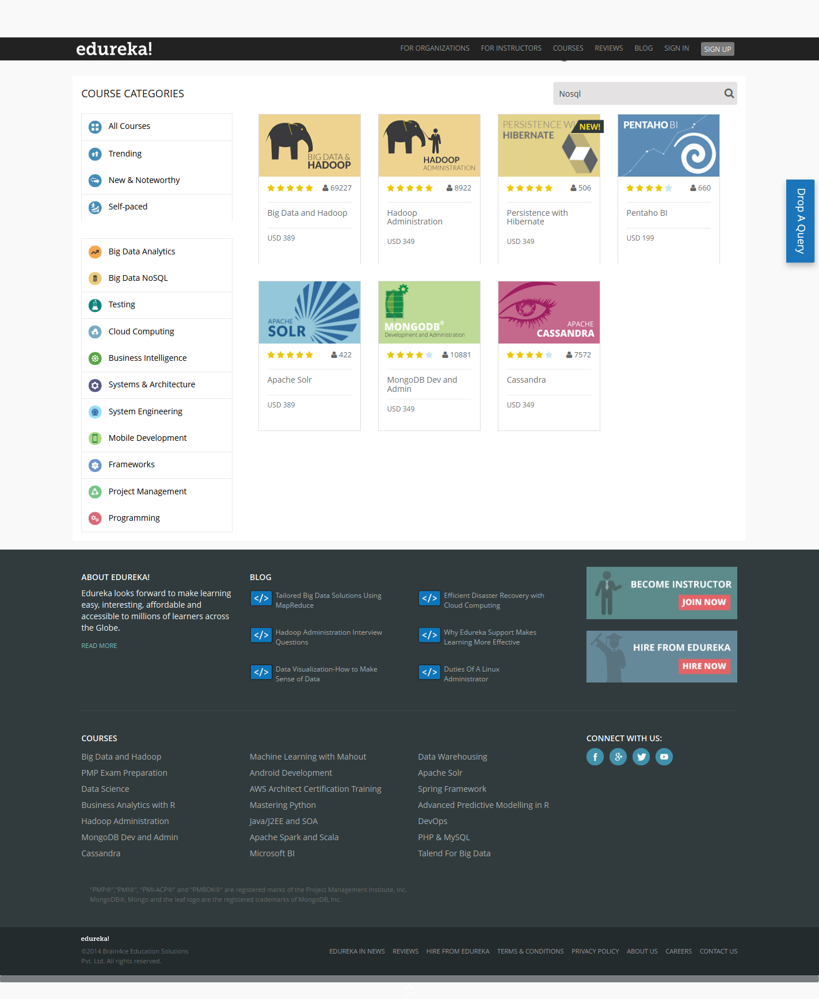 edureka!
FOR ORGANIZATIONS
FOR INSTRUCTORS
COURSES
REVIEWS
BLOG
SIGN IN
SIGN UP
COURSE CATEGORIES
Nosql
All Courses
Trending
New & Noteworthy
Self-paced
Big Data Analytics
Big Data NoSQL
Testing
Cloud Computing
Business Intelligence
Systems & Architecture
System Engineering
Mobile Development
Frameworks
Project Management
Programming
BIG DATA &
HADOOP
69227
Big Data and Hadoop
USD 389
HADOOP
ADMINISTRATION
8922
Hadoop
Administration
USD 349
PERSISTENCE WI
HIBERNATE
NEW!
506
Persistence with
Hibernate
USD 349
PENTAHO BI
660
Pentaho BI
USD 199
APACHE
SOLR
422
Apache Solr
USD 389
MONGODB®
Development and Administration
10881
MongoDB Dev and
Admin
USD 349
APACHE
CASSANDRA
7572
Cassandra
USD 349
Drop A Query
ABOUT EDUREKA!
Edureka looks forward to make learning
easy, interesting, affordable and
accessible to millions of learners across
the Globe.
READ MORE
BLOG
</> Tailored Big Data Solutions Using
MapReduce
</> Efficient Disaster Recovery with
Cloud Computing
</> Hadoop Administration Interview
Questions
</> Why Edureka Support Makes
Learning More Effective
</> Data Visualization-How to Make
Sense of Data
</> Duties Of A Linux
Administrator
BECOME INSTRUCTOR
JOIN NOW
HIRE FROM EDUREKA
HIRE NOW
COURSES
Big Data and Hadoop
PMP Exam Preparation
Data Science
Business Analytics with R
Hadoop Administration
MongoDB Dev and Admin
Cassandra
Machine Learning with Mahout
Android Development
AWS Architect Certification Training
Mastering Python
Java/J2EE and SOA
Apache Spark and Scala
Microsoft BI
Data Warehousing
Apache Solr
Spring Framework
Advanced Predictive Modelling in R
DevOps
PHP & MySQL
Talend For Big Data
CONNECT WITH US:
"PMP®","PMI®", "PMI-ACP®" and "PMBOK®" are registered marks of the Project Management Institute, Inc.
MongoDB®, Mongo and the leaf logo are the registered trademarks of MongoDB, Inc.
edureka!
©2014 Brain4ce Education Solutions
Pvt. Ltd. All rights reserved.
EDUREKA IN NEWS
REVIEWS
HIRE FROM EDUREKA
TERMS & CONDITIONS
PRIVACY POLICY
ABOUT US
CAREERS
CONTACT US